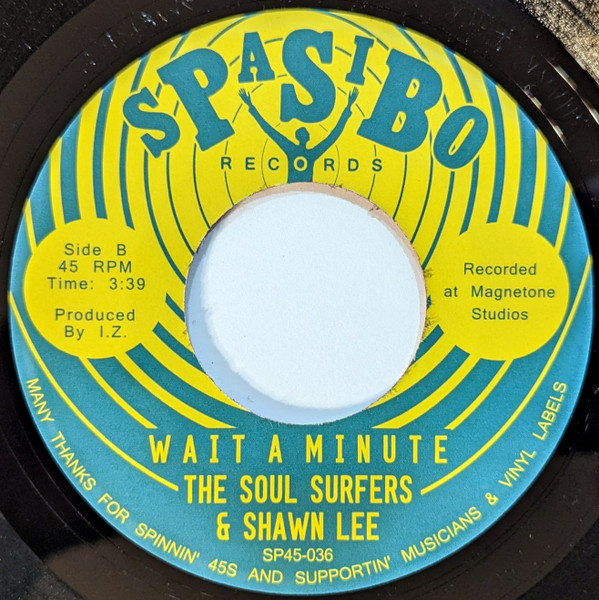 SPASIBO
RECORDS
Side B
45 RPM
Time: 3:39
Produced
By I.Z.
Recorded
at Magnetone
Studios
WAIT A MINUTE
THE SOUL SURFERS
& SHAWN LEE
SP45-036
MANY THANKS FOR SPINNIN' 45S AND SUPPORTIN' MUSICIANS & VINYL LABELS